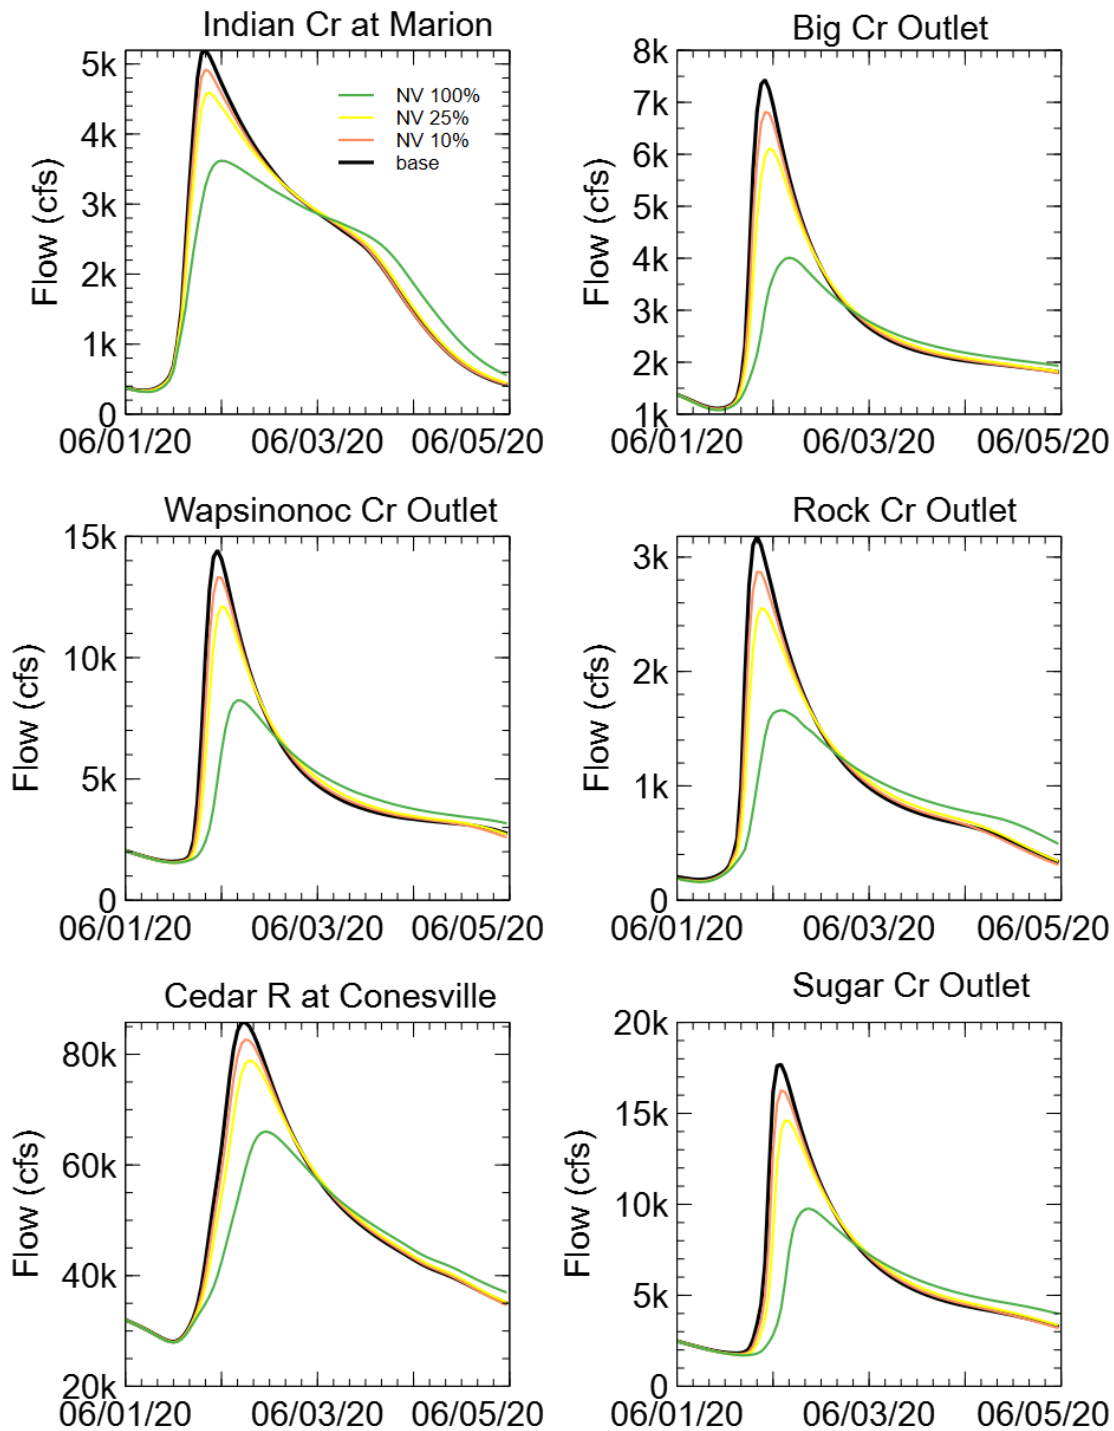 Indian Cr at Marion
5k
4k
3k
2k
1k
0
Flow (cfs)
NV 100%
NV 25%
NV 10%
base
06/01/20 06/03/20 06/05/20
Big Cr Outlet
8k
7k
6k
5k
4k
3k
2k
1k
Flow (cfs)
06/01/20 06/03/20 06/05/20
Wapsinonoc Cr Outlet
15k
10k
5k
0
Flow (cfs)
06/01/20 06/03/20 06/05/20
Rock Cr Outlet
3k
2k
1k
0
Flow (cfs)
06/01/20 06/03/20 06/05/20
Cedar R at Conesville
80k
60k
40k
20k
Flow (cfs)
06/01/20 06/03/20 06/05/20
Sugar Cr Outlet
20k
15k
10k
5k
0
Flow (cfs)
06/01/20 06/03/20 06/05/20